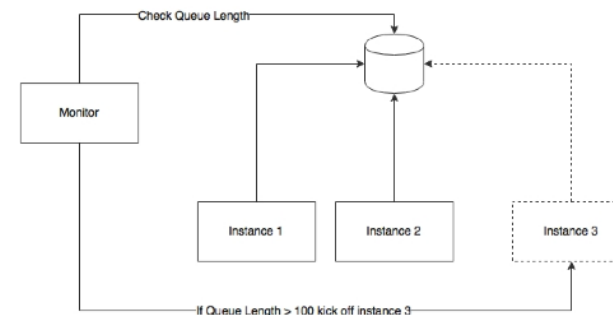 Check Queue Length
Monitor
Instance 1
Instance 2
Instance 3
If Queue Length > 100 kick off instance 3